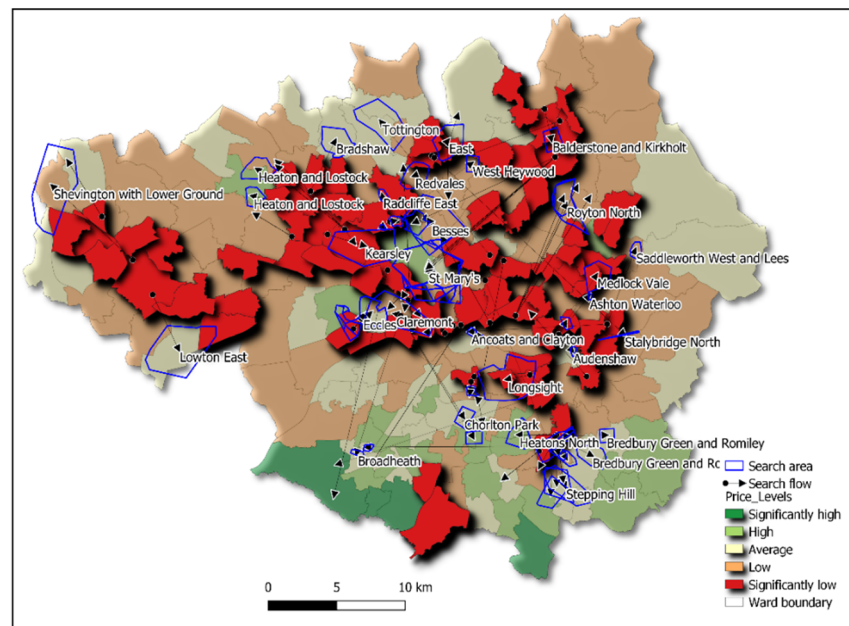 Tottington
Bradshaw
East
Balderstone and Kirkholt
West Heywood
Heaton and Lostock
Redvales
Shevington with Lower Ground
Heaton and Lostock
Radcliffe East
Royton North
Besses
Kearsley
Saddleworth West and Lees
St Mary's
Medlock Vale
Ashton Waterloo
Eccles
Claremont
Ancoats and Clayton
Stalybridge North
Lowton East
Audenshaw
Longsight
Chorlton Park
Heatons North
Bredbury Green and Romiley
Broadheath
Bredbury Green and Ro
Stepping Hill
Search area
Search flow
Price_Levels
Significantly high
High
Average
Low
Significantly low
Ward boundary
0 5 10 km